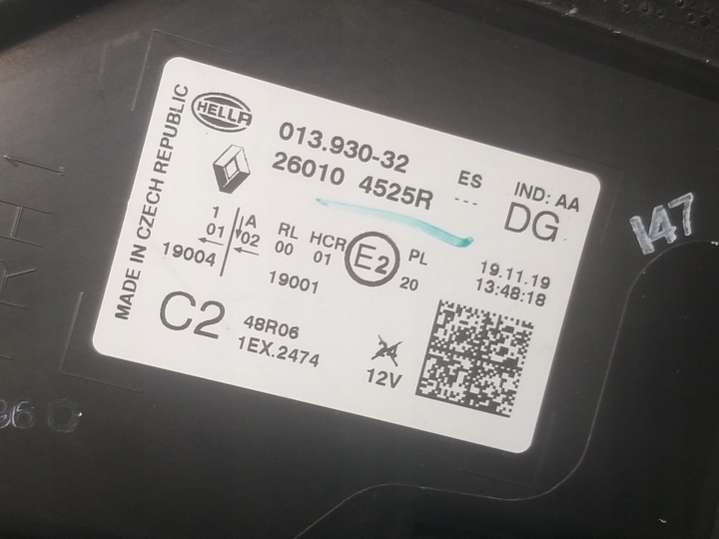 HELLA
013.930-32
26010 4525R
ES
---
IND: AA
DG
MADE IN CZECH REPUBLIC
1
01
A
02
19004
RL
00
HCR
01
E2
PL
20
19001
19.11.19
13:48:18
C2
48R06
1EX.2474
24
12V
147
RH